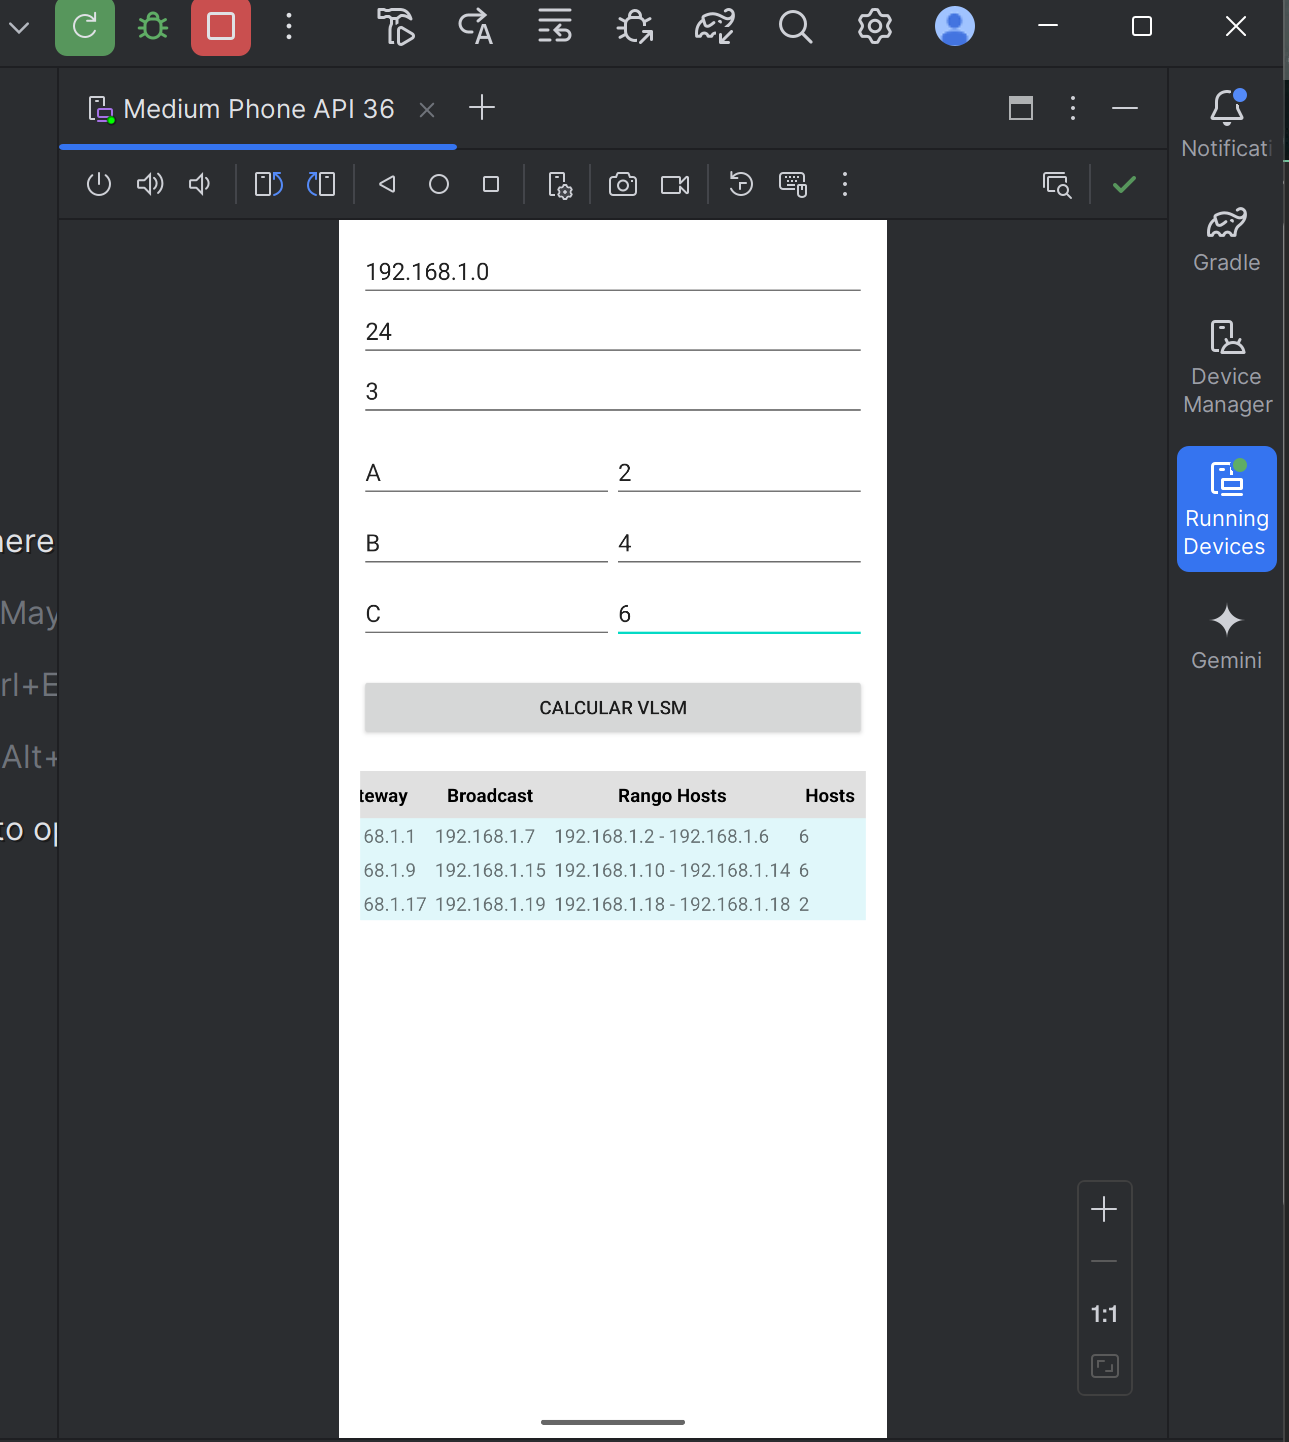 Medium Phone API 36
Notificati
Gradle
Device
Manager
Running
Devices
Gemini
here
May
rl+E
Alt+
to op
192.168.1.0
24
3
A 2
B 4
C 6
CALCULAR VLSM
teway Broadcast Rango Hosts Hosts
68.1.1 192.168.1.7 192.168.1.2 - 192.168.1.6 6
68.1.9 192.168.1.15 192.168.1.10 - 192.168.1.14 6
68.1.17 192.168.1.19 192.168.1.18 - 192.168.1.18 2
1:1